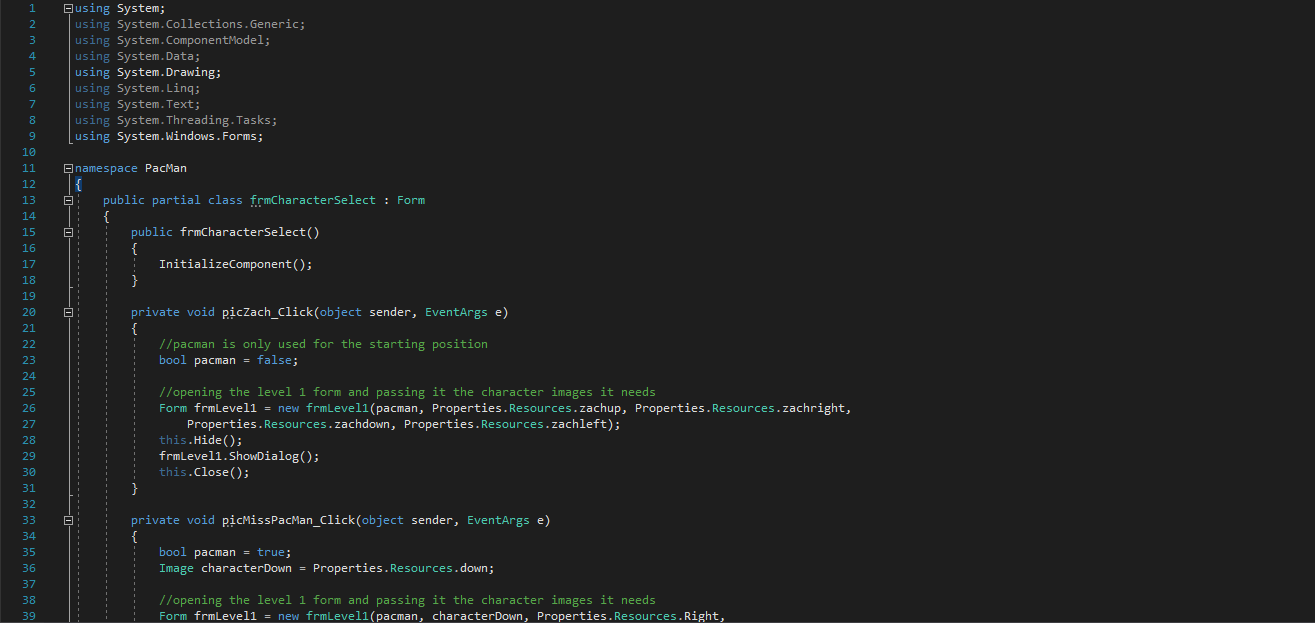 1 using System;
2 using System.Collections.Generic;
3 using System.ComponentModel;
4 using System.Data;
5 using System.Drawing;
6 using System.Linq;
7 using System.Text;
8 using System.Threading.Tasks;
9 using System.Windows.Forms;
10
11 namespace PacMan
12 {
13 public partial class frmCharacterSelect : Form
14 {
15 public frmCharacterSelect()
16 {
17 InitializeComponent();
18 }
19
20 private void picZach_Click(object sender, EventArgs e)
21 {
22 //pacman is only used for the starting position
23 bool pacman = false;
24
25 //opening the level 1 form and passing it the character images it needs
26 Form frmLevel1 = new frmLevel1(pacman, Properties.Resources.zachup, Properties.Resources.zachright,
27 Properties.Resources.zachdown, Properties.Resources.zachleft);
28 this.Hide();
29 frmLevel1.ShowDialog();
30 this.Close();
31 }
32
33 private void picMissPacMan_Click(object sender, EventArgs e)
34 {
35 bool pacman = true;
36 Image characterDown = Properties.Resources.down;
37
38 //opening the level 1 form and passing it the character images it needs
39 Form frmLevel1 = new frmLevel1(pacman, characterDown, Properties.Resources.Right,